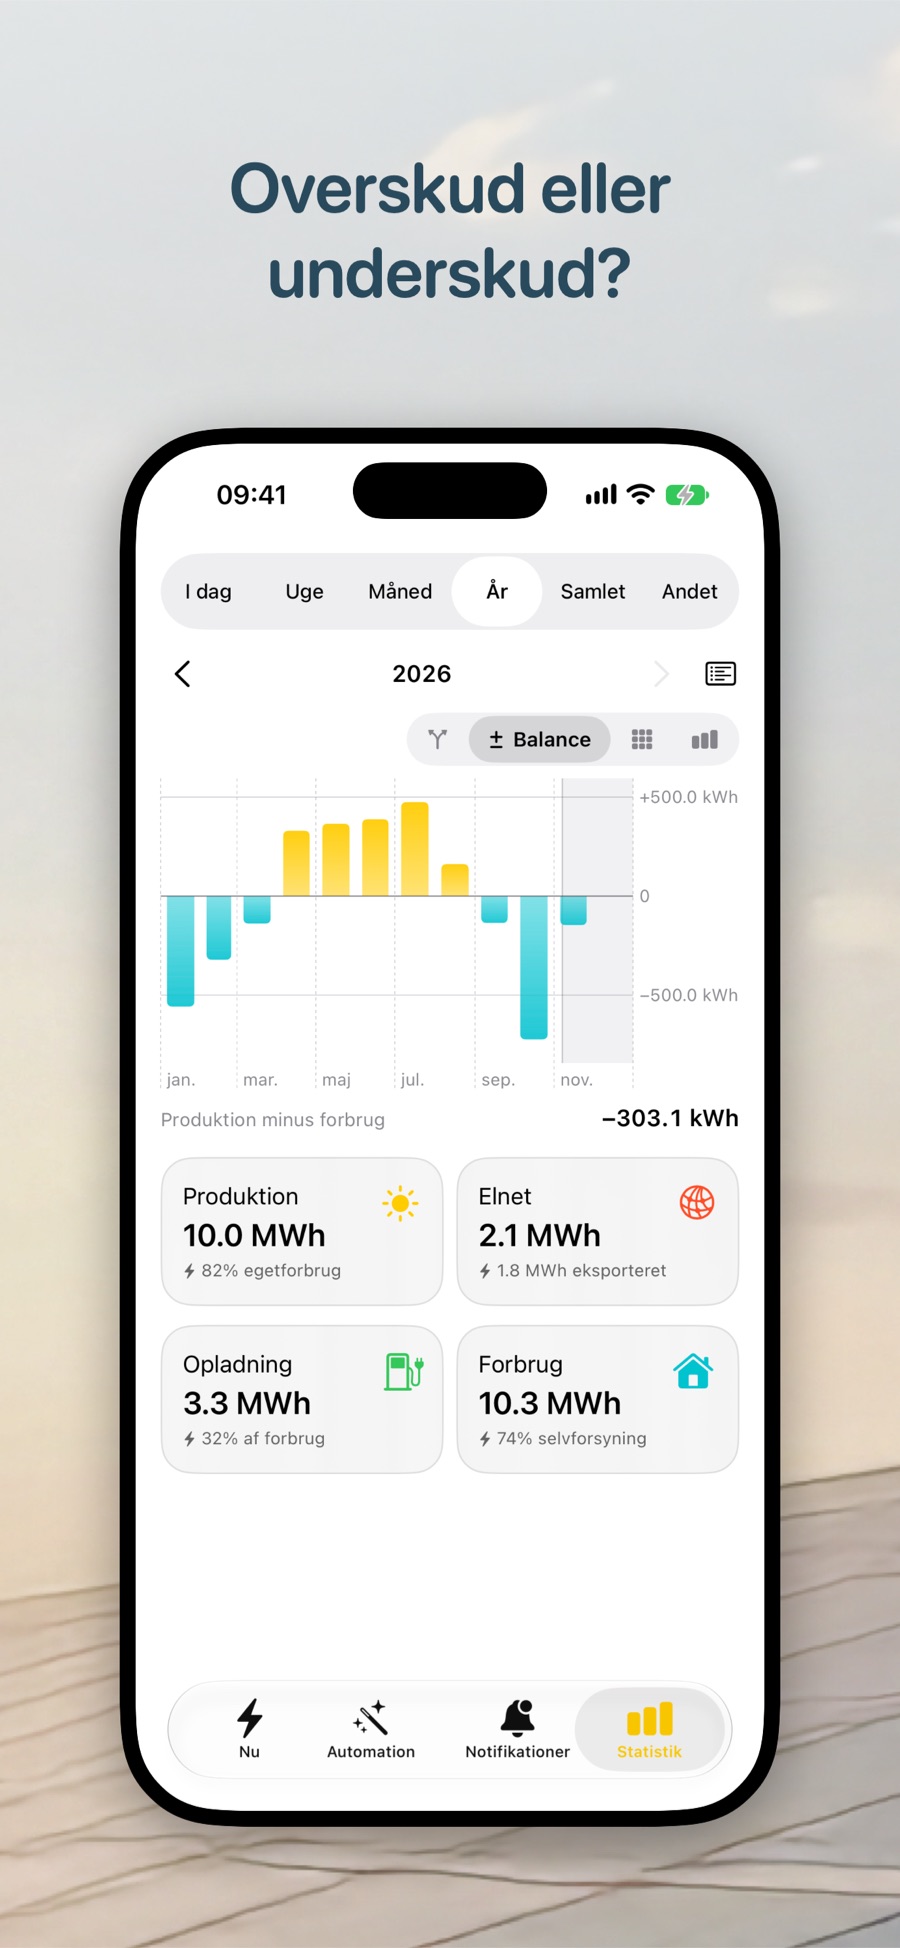 Overskud eller
underskud?
09:41
I dag Uge Måned År Samlet Andet
2026
± Balance
+500.0 kWh
0
−500.0 kWh
jan. mar. maj jul. sep. nov.
Produktion minus forbrug −303.1 kWh
Produktion
10.0 MWh
82% egetforbrug
Elnet
2.1 MWh
1.8 MWh eksporteret
Opladning
3.3 MWh
32% af forbrug
Forbrug
10.3 MWh
74% selvforsyning
Nu Automation Notifikationer Statistik